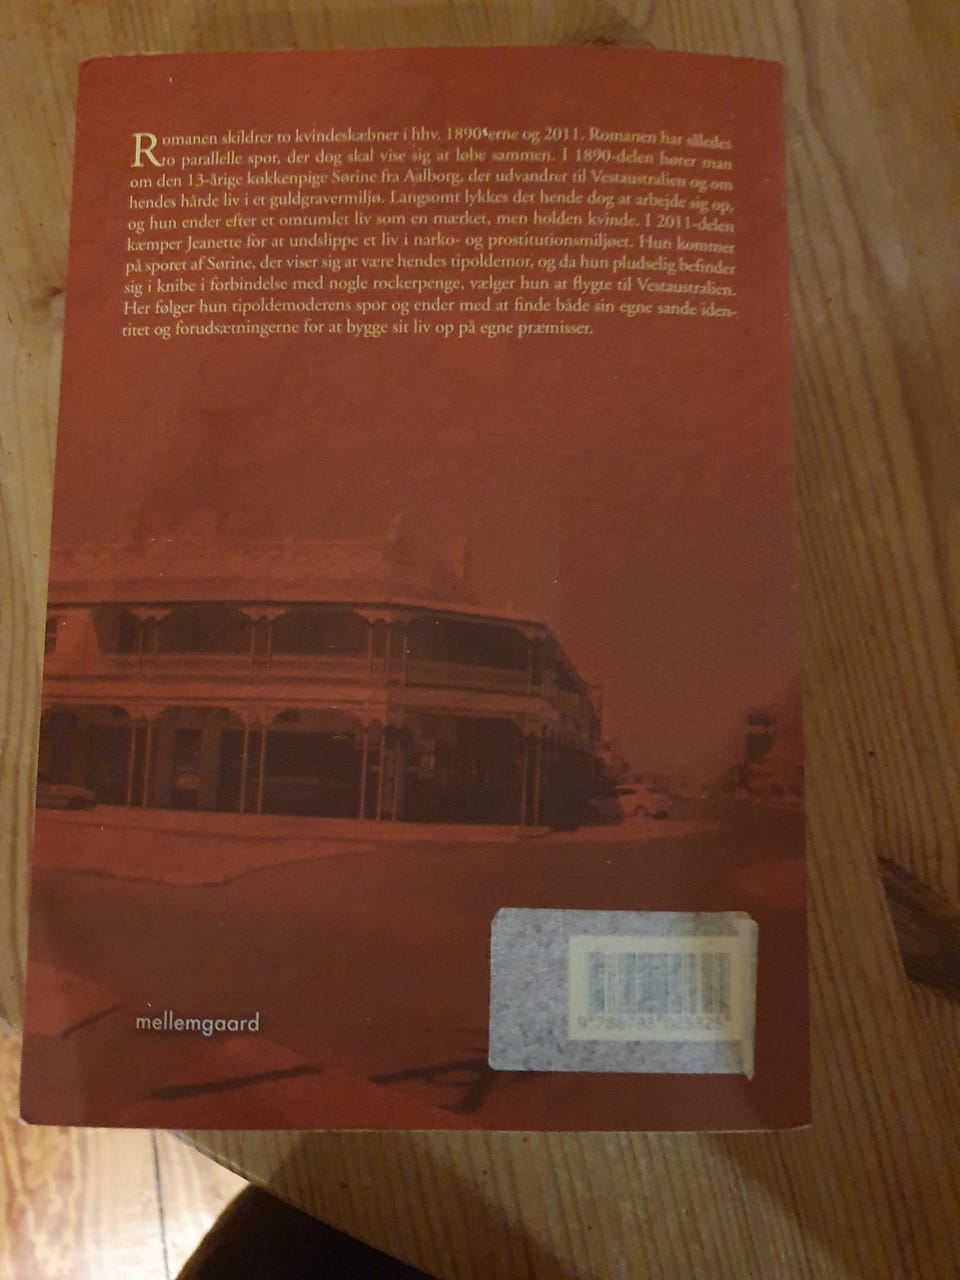 Romanen skildrer to kvindeskæbner i hhv. 1890‘erne og 2011. Romanen har således
to parallelle spor, der dog skal vise sig at løbe sammen. I 1890-delen hører man
om den 13-årige køkkenpige Sørine fra Aalborg, der udvandrer til Vestaustralien og om
hendes hårde liv i et guldgravermiljø. Langsomt lykkes det hende dog at arbejde sig op,
og hun ender efter et omtumlet liv som en mærket, men holden kvinde. I 2011-delen
kæmper Jeanette for at undslippe et liv i narko- og prostitutionsmiljøet. Hun kommer
på sporet af Sørine, der viser sig at være hendes tipoldemor, og da hun pludselig befinder
sig i knibe i forbindelse med nogle rockerpenge, vælger hun at flygte til Vestaustralien.
Her følger hun tipoldemoderens spor og ender med at finde både sin egne sande iden-
titet og forudsætningerne for at bygge sit liv op på egne præmisser.
mellemgaard